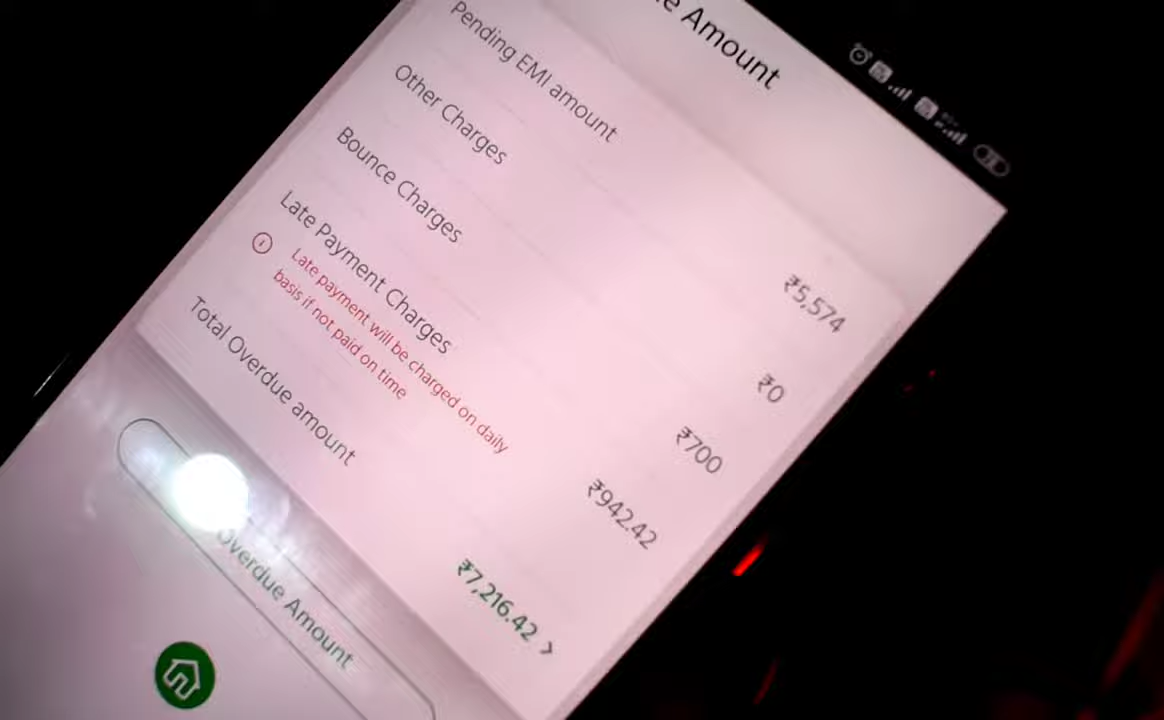 Amount
Pending EMI amount ₹5,574
Other Charges ₹0
Bounce Charges ₹700
Late Payment Charges ₹942.42
Late payment will be charged on daily
basis if not paid on time
Total Overdue amount ₹7,216.42 >
Overdue Amount